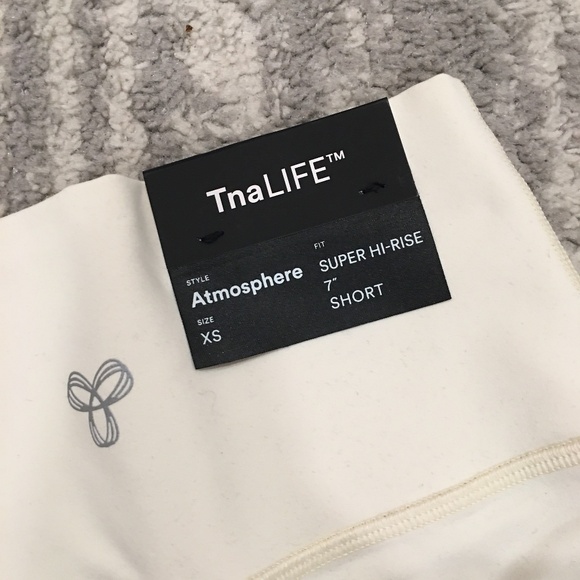 TnaLIFE™
STYLE
Atmosphere
SIZE
XS
FIT
SUPER HI-RISE
7"
SHORT